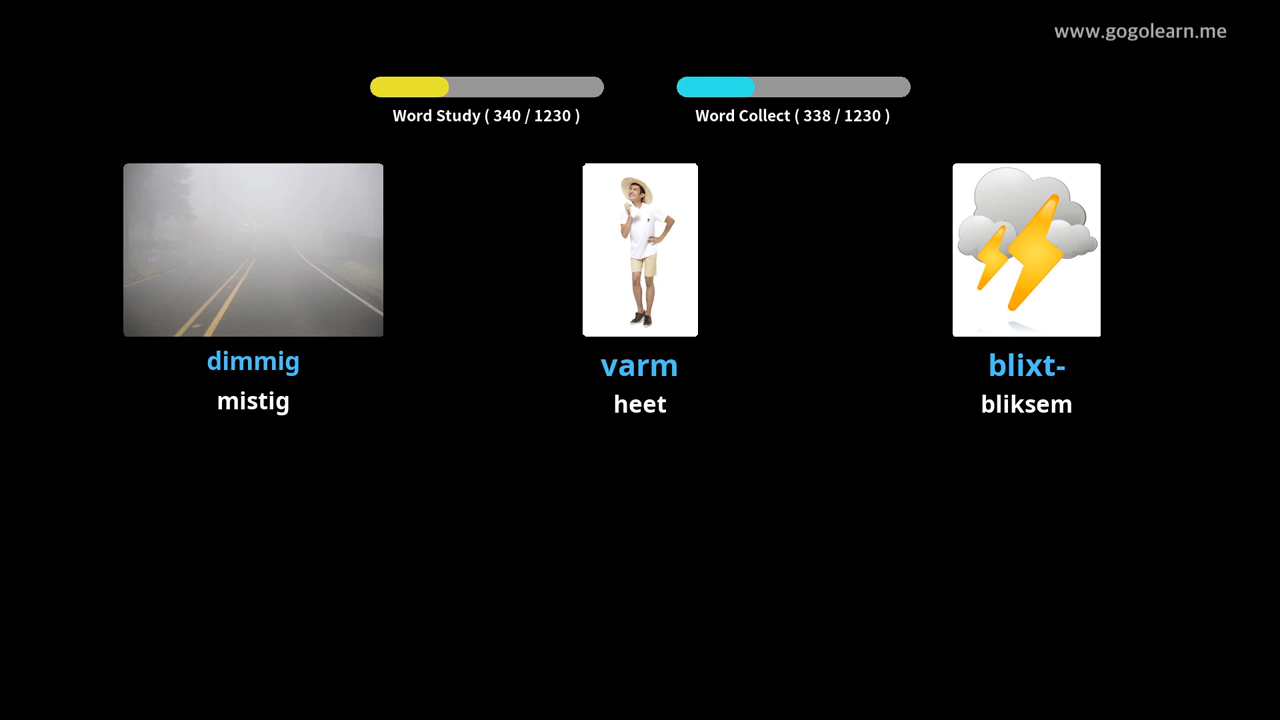 www.gogolearn.me
Word Study ( 340 / 1230 )
Word Collect ( 338 / 1230 )
dimmig
mistig
varm
heet
blixt-
bliksem